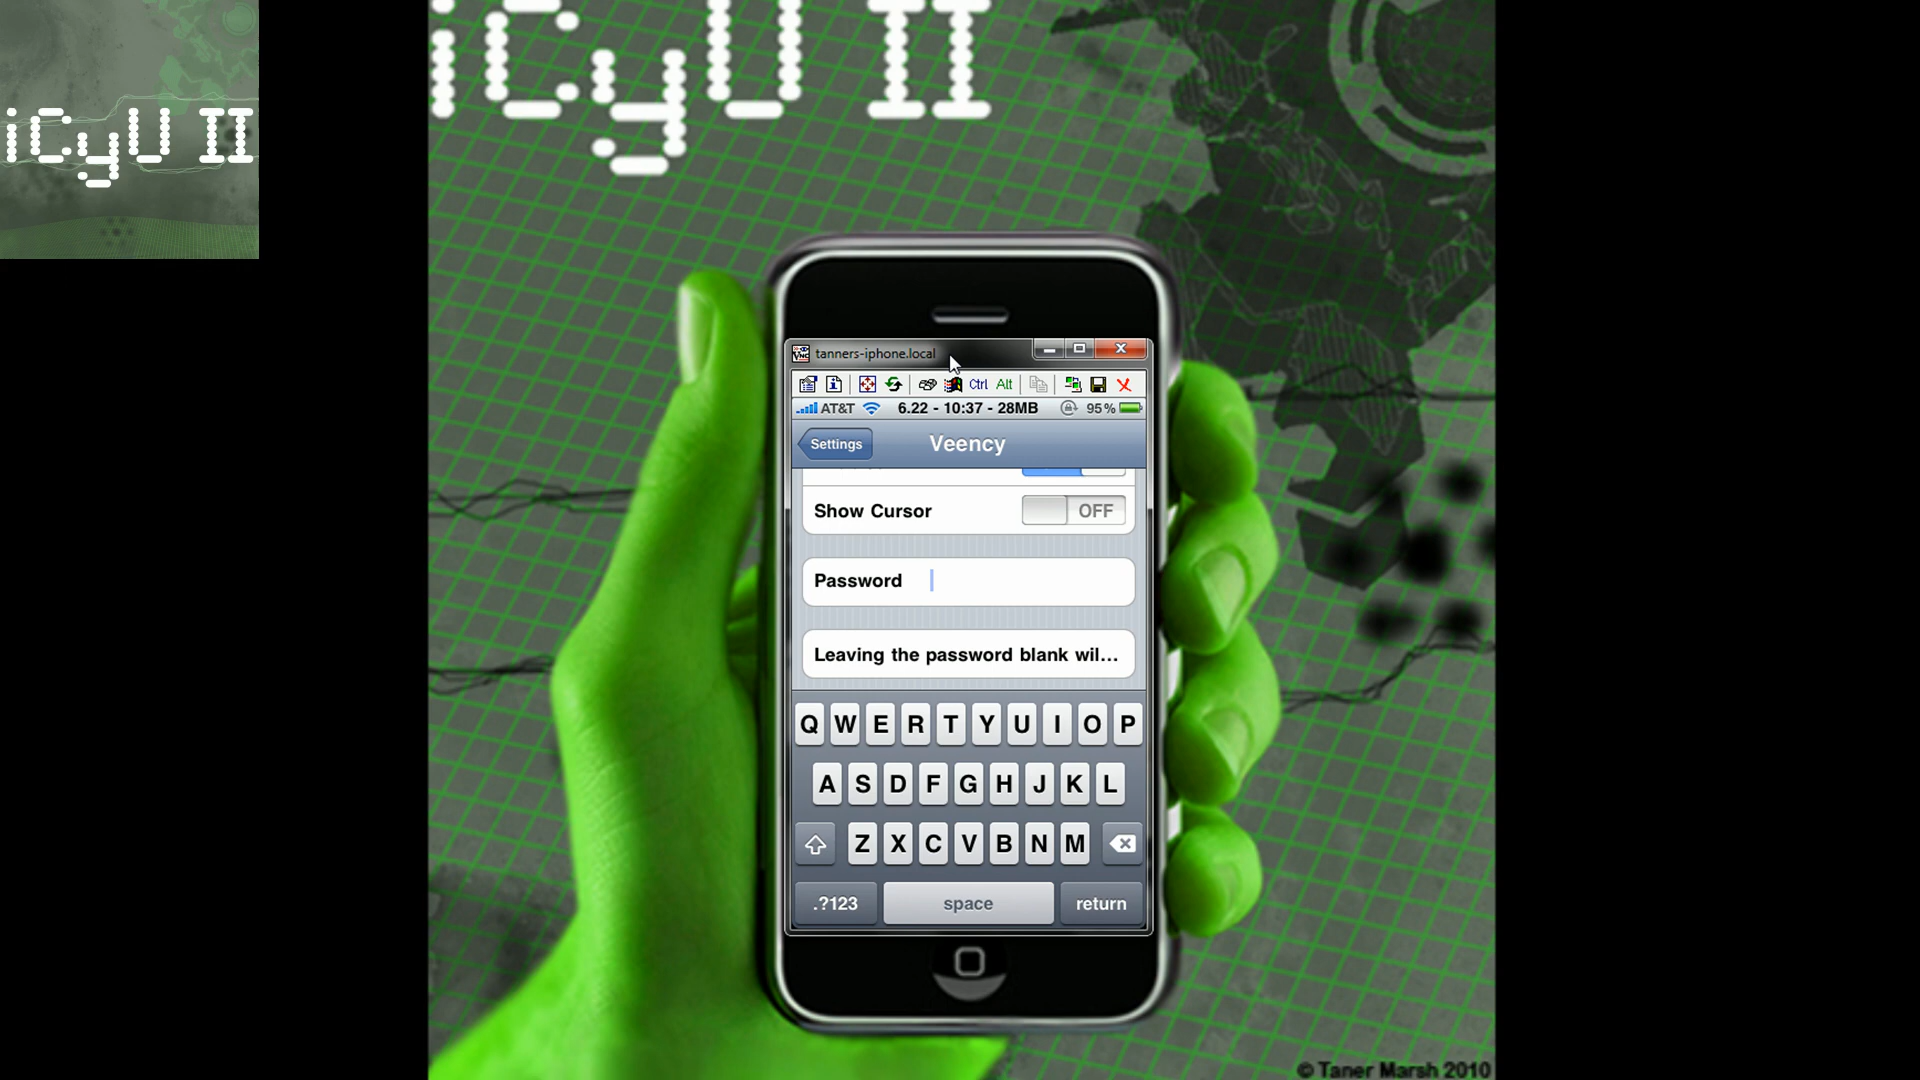 iCyU II
iCyU II
tanners-iphone.local
Ctrl Alt
AT&T 6.22 - 10:37 - 28MB 95%
Settings Veency
Show Cursor OFF
Password
Leaving the password blank wil...
Q W E R T Y U I O P
A S D F G H J K L
Z X C V B N M
.?123 space return
© Taner Marsh 2010